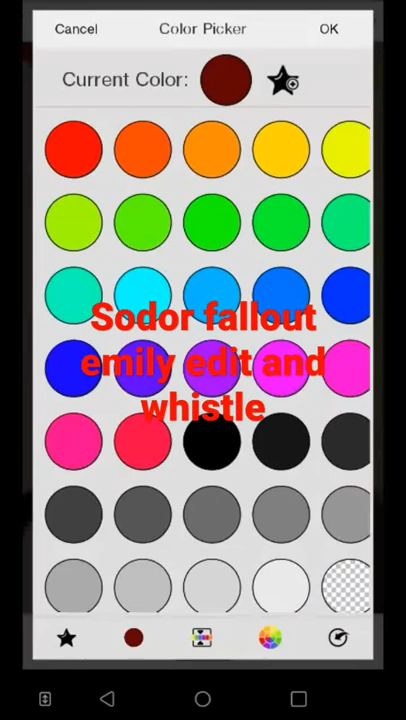 Cancel Color Picker OK
Current Color:
Sodor fallout
emily edit and
whistle